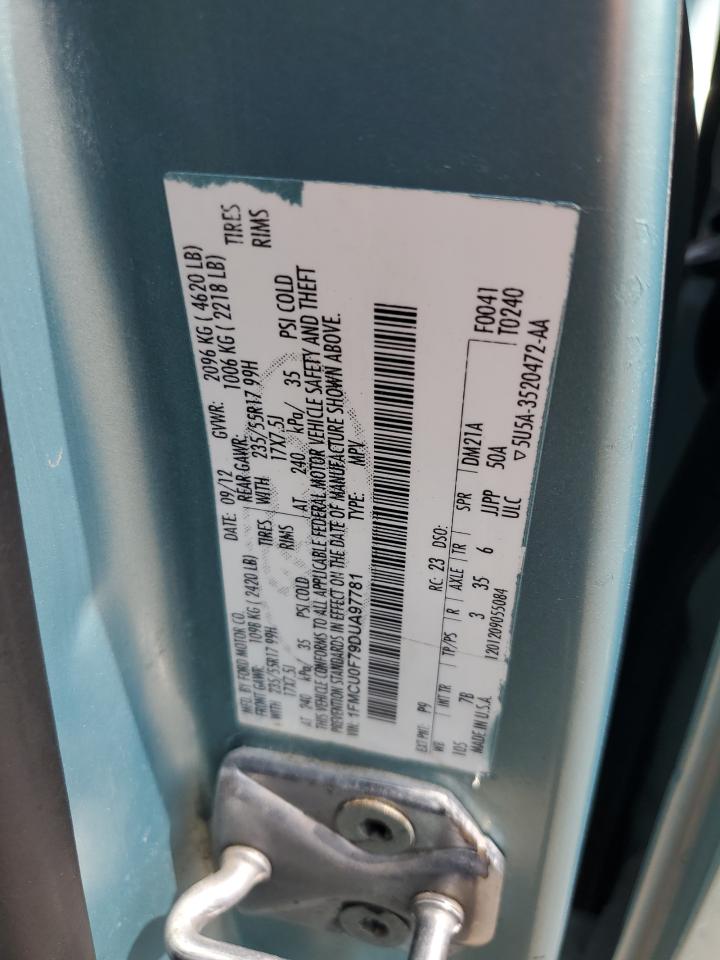 MFD. BY FORD MOTOR CO.
DATE: 09/12 GVWR: 2096 KG ( 4620 LB)
FRONT GAWR: 1098 KG ( 2420 LB) REAR GAWR: 1006 KG ( 2218 LB)
WITH 235/55R17 99H TIRES WITH 235/55R17 99H TIRES
17X7.5J RIMS 17X7.5J RIMS
AT 240 kPa/ 35 PSI COLD AT 240 kPa/ 35 PSI COLD
THIS VEHICLE CONFORMS TO ALL APPLICABLE FEDERAL MOTOR VEHICLE SAFETY AND THEFT
PREVENTION STANDARDS IN EFFECT ON THE DATE OF MANUFACTURE SHOWN ABOVE.
VIN: 1FMCU0F79DUA97781 TYPE: MPV
EXT PNT: P9 RC: 23 DSO: F0041
WB INT TR TP/PS R AXLE TR SPR DM21A T0240
105 7B 3 35 6 JJPP 50A
MADE IN U.S.A. 1201209055084 ULC ▽5U5A-3520472-AA